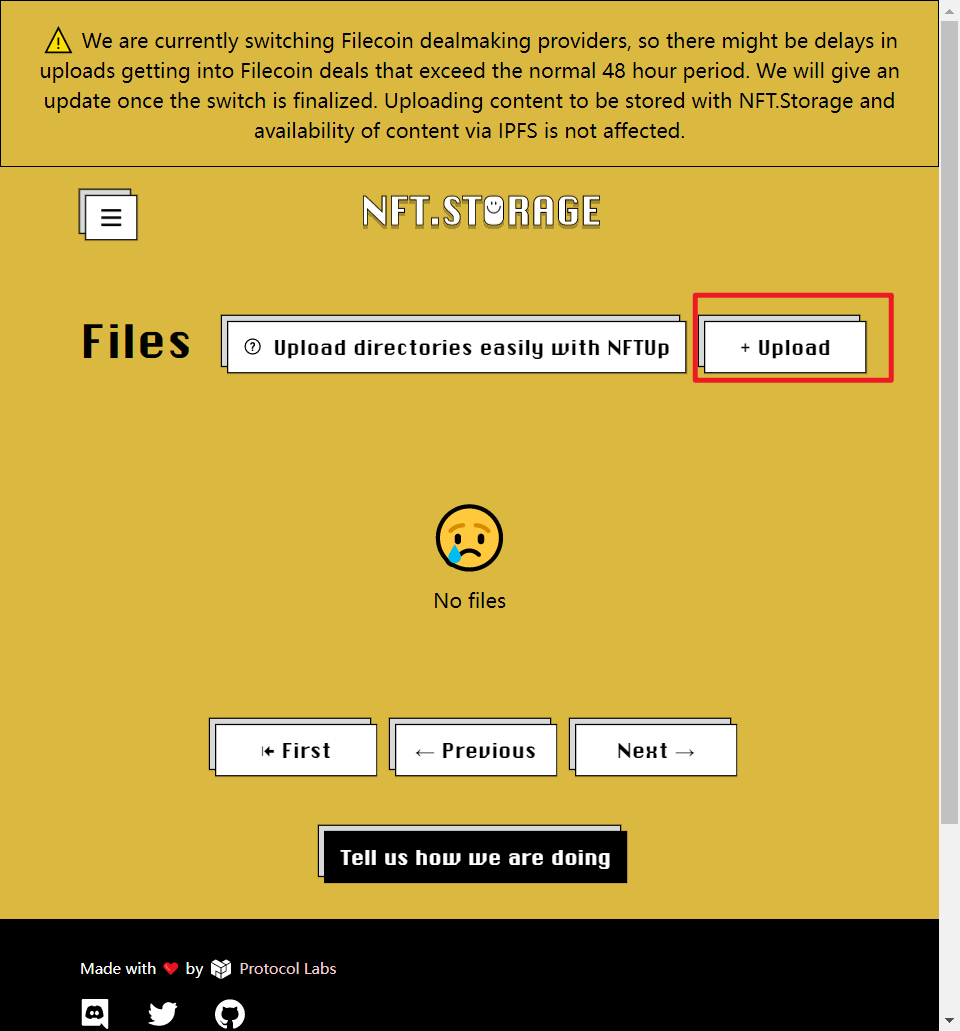 We are currently switching Filecoin dealmaking providers, so there might be delays in
uploads getting into Filecoin deals that exceed the normal 48 hour period. We will give an
update once the switch is finalized. Uploading content to be stored with NFT.Storage and
availability of content via IPFS is not affected.
NFT.STORAGE
Files
Upload directories easily with NFTUp
+ Upload
No files
⇤ First
← Previous
Next →
Tell us how we are doing
Made with ❤ by Protocol Labs